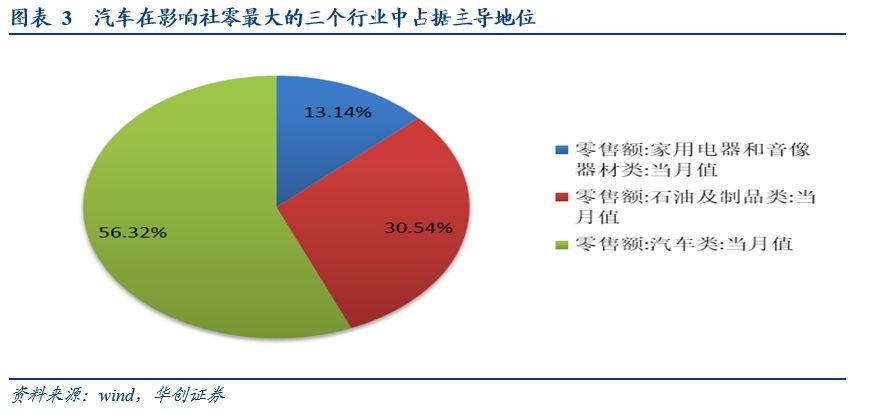 图表 3 汽车在影响社零最大的三个行业中占据主导地位
13.14%
56.32%
30.54%
零售额:家用电器和音像
器材类:当月值
零售额:石油及制品类:当
月值
零售额:汽车类:当月值
资料来源：wind，华创证券